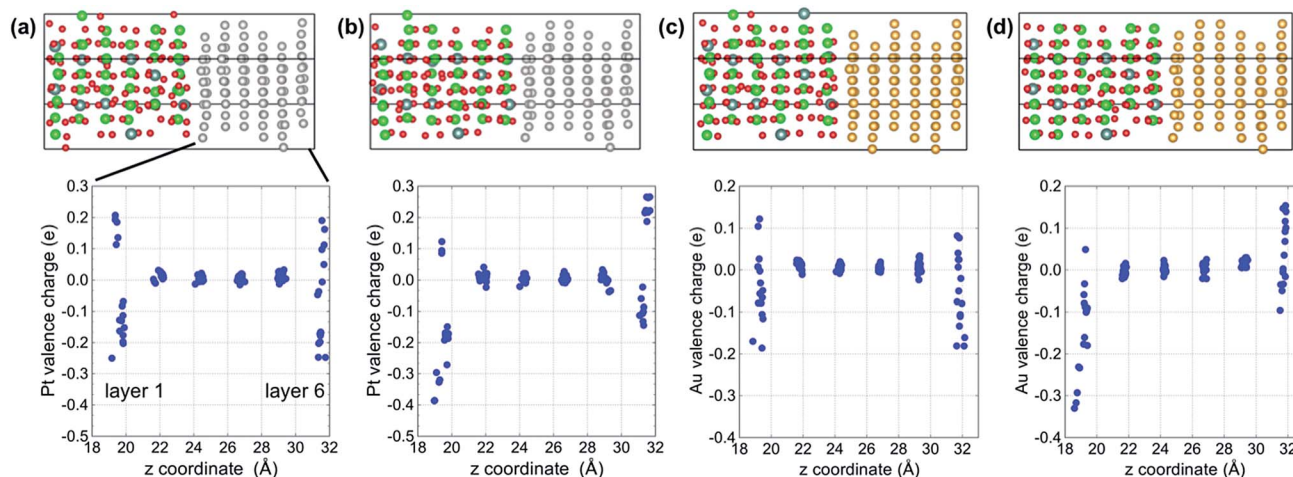 (a) (b) (c) (d)
Pt valence charge (e)
0.3
0.2
0.1
0.0
-0.1
-0.2
-0.3
-0.4
-0.5
layer 1 layer 6
18 20 22 24 26 28 30 32
z coordinate (Å)
Pt valence charge (e)
0.3
0.2
0.1
0.0
-0.1
-0.2
-0.3
-0.4
-0.5
18 20 22 24 26 28 30 32
z coordinate (Å)
Au valence charge (e)
0.2
0.1
0.0
-0.1
-0.2
-0.3
-0.4
18 20 22 24 26 28 30 32
z coordinate (Å)
Au valence charge (e)
0.2
0.1
0.0
-0.1
-0.2
-0.3
-0.4
18 20 22 24 26 28 30 32
z coordinate (Å)